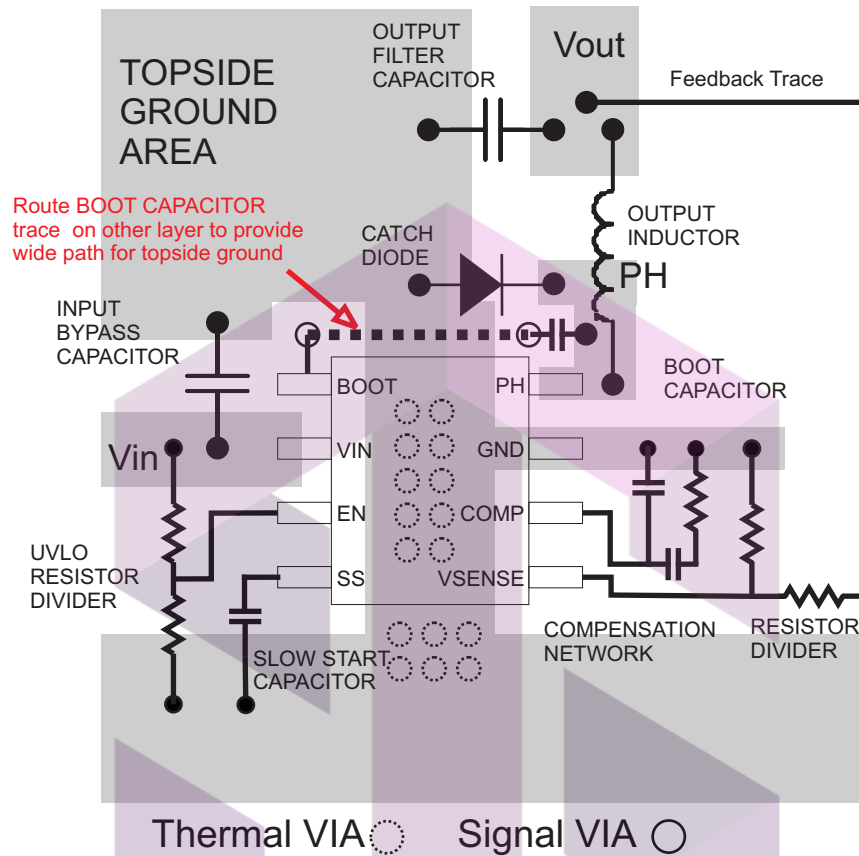 OUTPUT
FILTER
CAPACITOR
Vout
TOPSIDE
GROUND
AREA
Feedback Trace
Route BOOT CAPACITOR
trace on other layer to provide
wide path for topside ground
CATCH
DIODE
OUTPUT
INDUCTOR
PH
INPUT
BYPASS
CAPACITOR
BOOT
CAPACITOR
BOOT
PH
Vin
VIN
GND
EN
COMP
UVLO
RESISTOR
DIVIDER
SS
VSENSE
SLOW START
CAPACITOR
COMPENSATION
NETWORK
RESISTOR
DIVIDER
Thermal VIA
Signal VIA